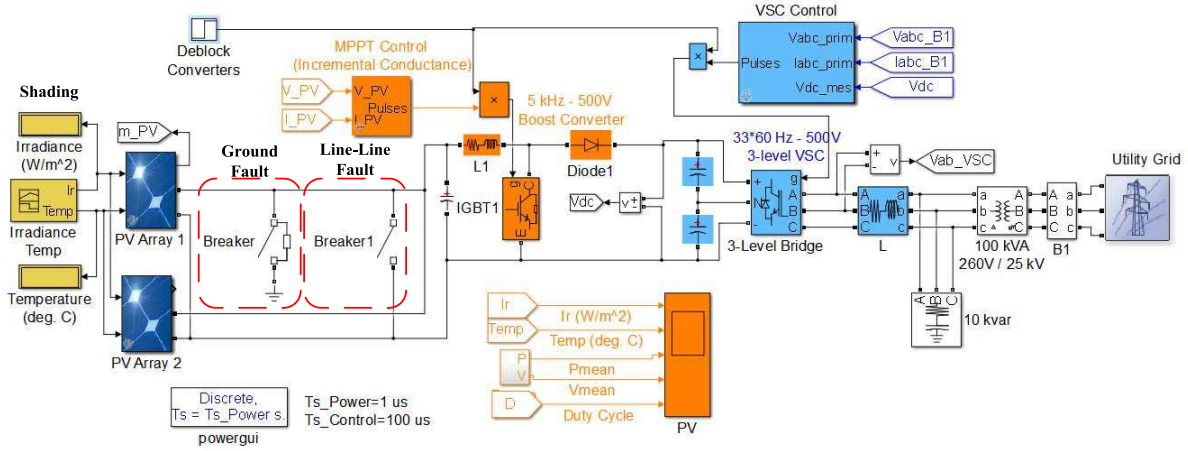 VSC Control
Deblock
Converters
MPPT Control
(Incremental Conductance)
V_PV
I_PV
V_PV
Pulses
I_PV
×
×
Pulses
Vabc_prim
Iabc_prim
Vdc_mes
Vabc_B1
Iabc_B1
Vdc
Shading
Irradiance
(W/m^2)
m_PV
Ir
Temp
Irradiance
Temp
PV Array 1
Temperature
(deg. C)
PV Array 2
Ground
Fault
Breaker
Line-Line
Fault
Breaker1
5 kHz - 500V
Boost Converter
L1
Diode1
IGBT1
g
C
E
Vdc
v
+
-
33*60 Hz - 500V
3-level VSC
g
+
N
-
A
B
C
3-Level Bridge
+
-
v
Vab_VSC
A
B
C
a
b
c
L
a
b
c
A
B
C
100 kVA
260V / 25 kV
A
B
C
a
b
c
B1
Utility Grid
A B C
10 kvar
Ir
Ir (W/m^2)
Temp
Temp (deg. C)
P
V
Pmean
Vmean
D
Duty Cycle
PV
Discrete,
Ts = Ts_Power s.
powergui
Ts_Power=1 us
Ts_Control=100 us